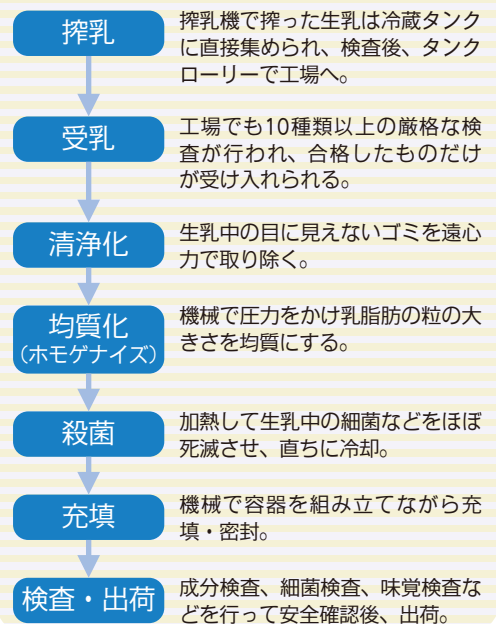 搾乳
搾乳機で搾った生乳は冷蔵タンク
に直接集められ、検査後、タンク
ローリーで工場へ。
受乳
工場でも10種類以上の厳格な検
査が行われ、合格したものだけ
が受け入れられる。
清浄化
生乳中の目に見えないゴミを遠心
力で取り除く。
均質化
（ホモゲナイズ）
機械で圧力をかけ乳脂肪の粒の大
きさを均質にする。
殺菌
加熱して生乳中の細菌などをほぼ
死滅させ、直ちに冷却。
充填
機械で容器を組み立てながら充
填・密封。
検査・出荷
成分検査、細菌検査、味覚検査な
どを行って安全確認後、出荷。